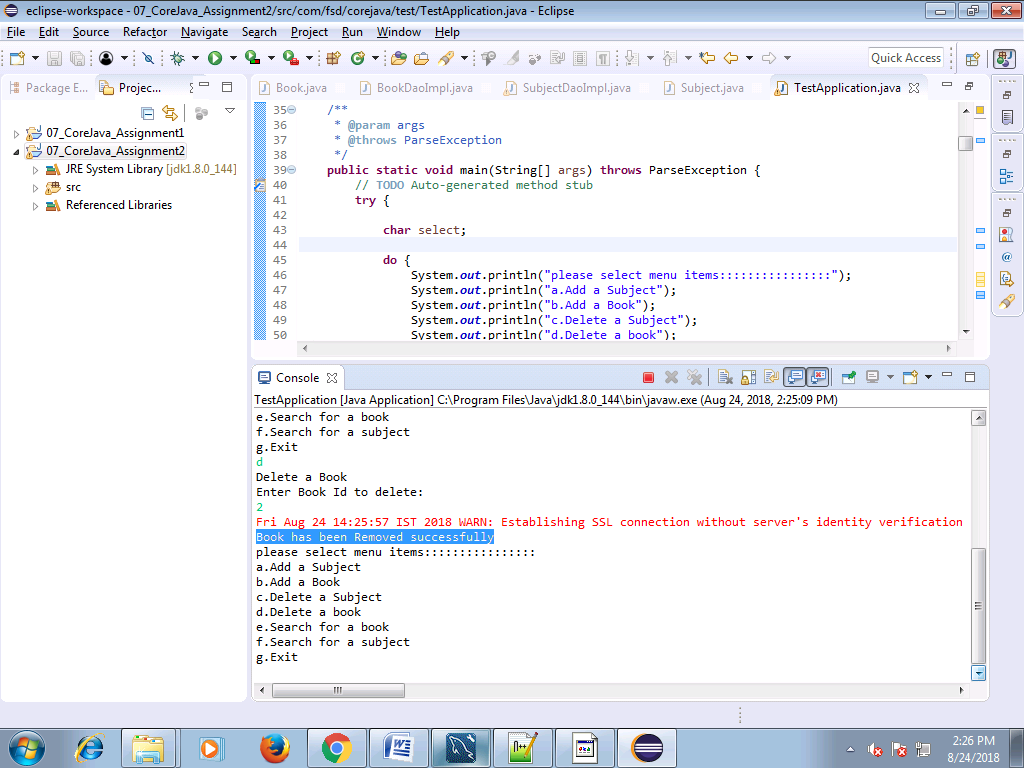 eclipse-workspace - 07_CoreJava_Assignment2/src/com/fsd/corejava/test/TestApplication.java - Eclipse
File Edit Source Refactor Navigate Search Project Run Window Help
Quick Access
Package E... Projec...
07_CoreJava_Assignment1
07_CoreJava_Assignment2
JRE System Library [jdk1.8.0_144]
src
Referenced Libraries
Book.java BookDaoImpl.java SubjectDaoImpl.java Subject.java TestApplication.java
35 /**
36 * @param args
37 * @throws ParseException
38 */
39 public static void main(String[] args) throws ParseException {
40 // TODO Auto-generated method stub
41 try {
42
43 char select;
44
45 do {
46 System.out.println("please select menu items::::::::::::::::");
47 System.out.println("a.Add a Subject");
48 System.out.println("b.Add a Book");
49 System.out.println("c.Delete a Subject");
50 System.out.println("d.Delete a book");
Console
TestApplication [Java Application] C:\Program Files\Java\jdk1.8.0_144\bin\javaw.exe (Aug 24, 2018, 2:25:09 PM)
e.Search for a book
f.Search for a subject
g.Exit
d
Delete a Book
Enter Book Id to delete:
2
Fri Aug 24 14:25:57 IST 2018 WARN: Establishing SSL connection without server's identity verification
Book has been Removed successfully
please select menu items::::::::::::::::
a.Add a Subject
b.Add a Book
c.Delete a Subject
d.Delete a book
e.Search for a book
f.Search for a subject
g.Exit
2:26 PM
8/24/2018